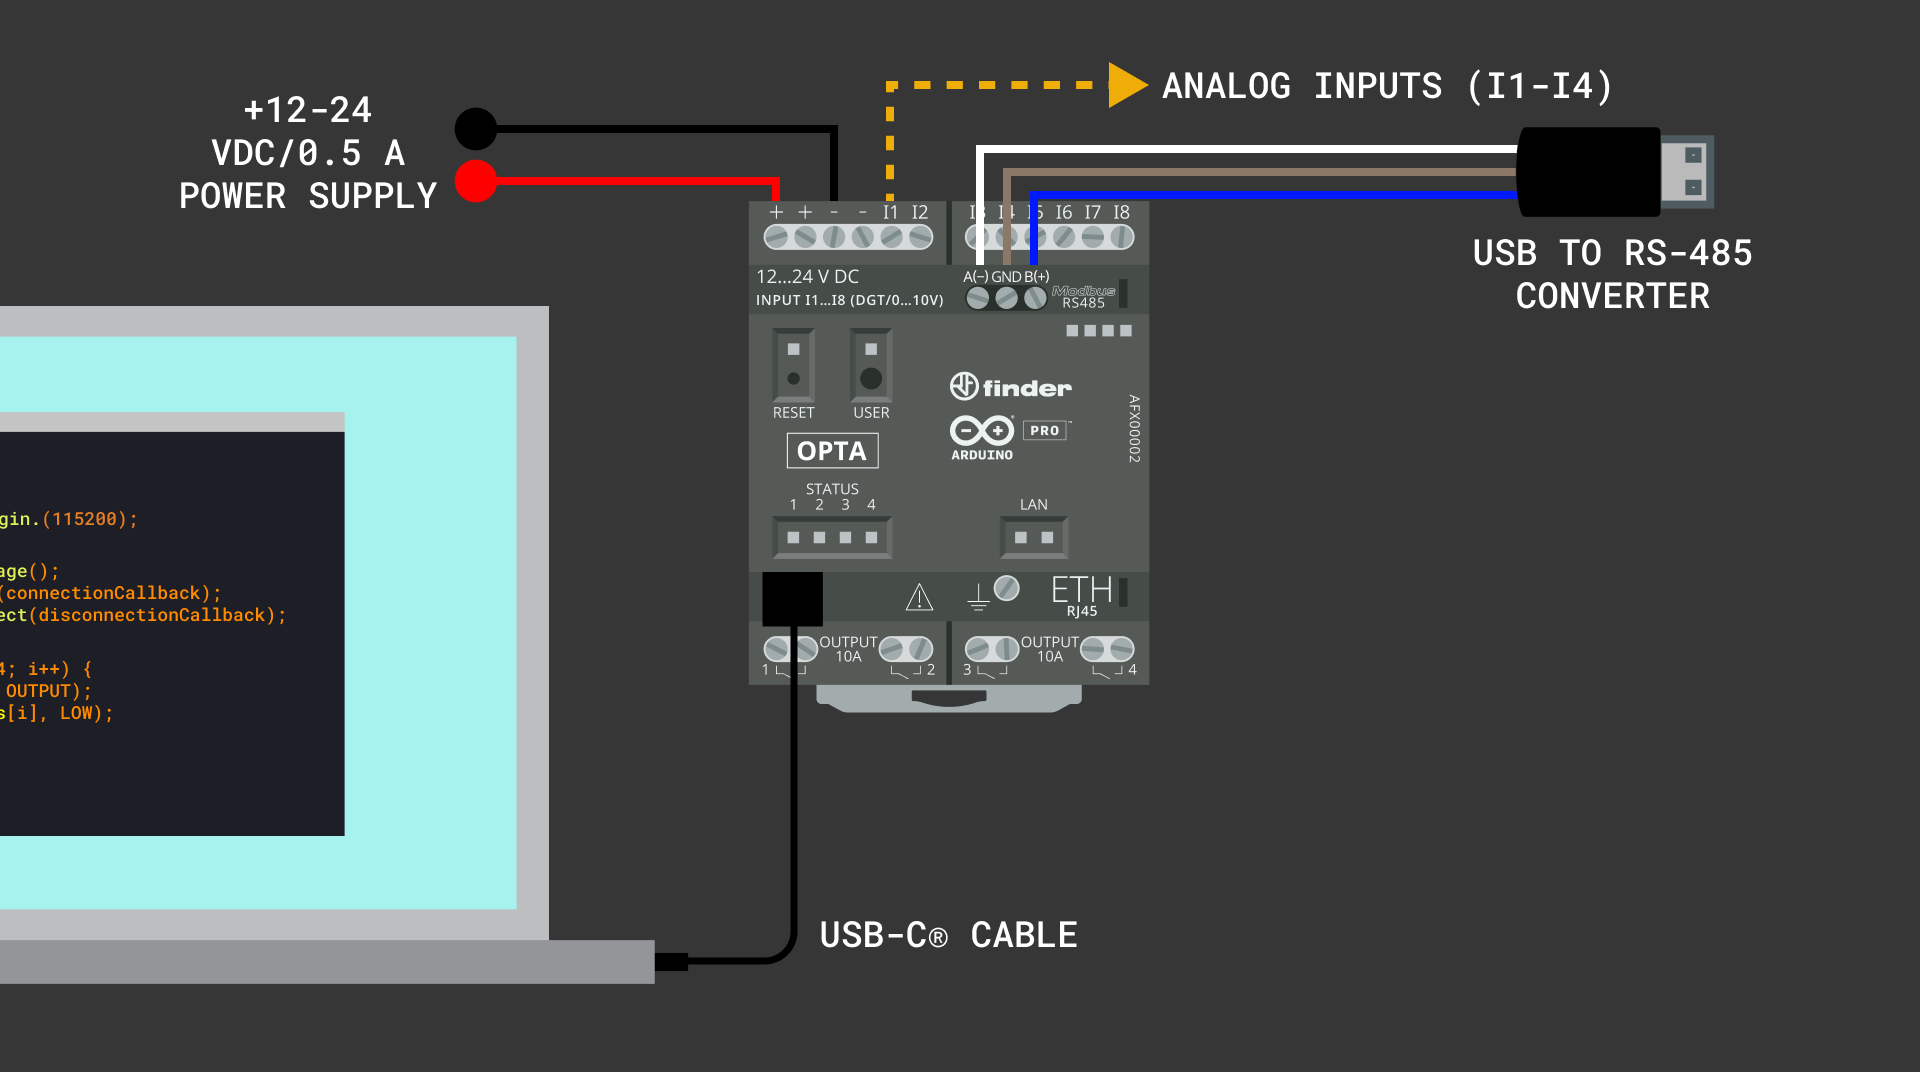 +12-24
VDC/0.5 A
POWER SUPPLY
ANALOG INPUTS (I1-I4)
USB TO RS-485
CONVERTER
+ + - - I1 I2 I3 I4 I5 I6 I7 I8
12...24 V DC
INPUT I1...I8 (DGT/0...10V)
A(-) GND B(+)
Modbus
RS485
RESET USER
finder
OPTA
ARDUINO
PRO™
AFX00002
STATUS
1 2 3 4
LAN
ETH
RJ45
OUTPUT
10A
1 2
OUTPUT
10A
3 4
gin.(115200);
age();
(connectionCallback);
ect(disconnectionCallback);
4; i++) {
OUTPUT);
s[i], LOW);
USB-C® CABLE